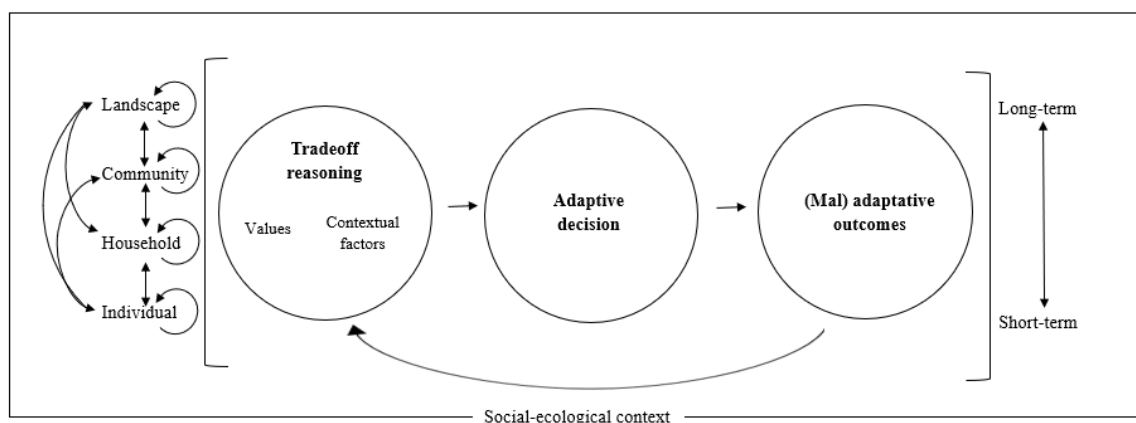 Landscape
Community
Household
Individual
Tradeoff
reasoning
Values
Contextual
factors
Adaptive
decision
(Mal) adaptative
outcomes
Long-term
Short-term
Social-ecological context